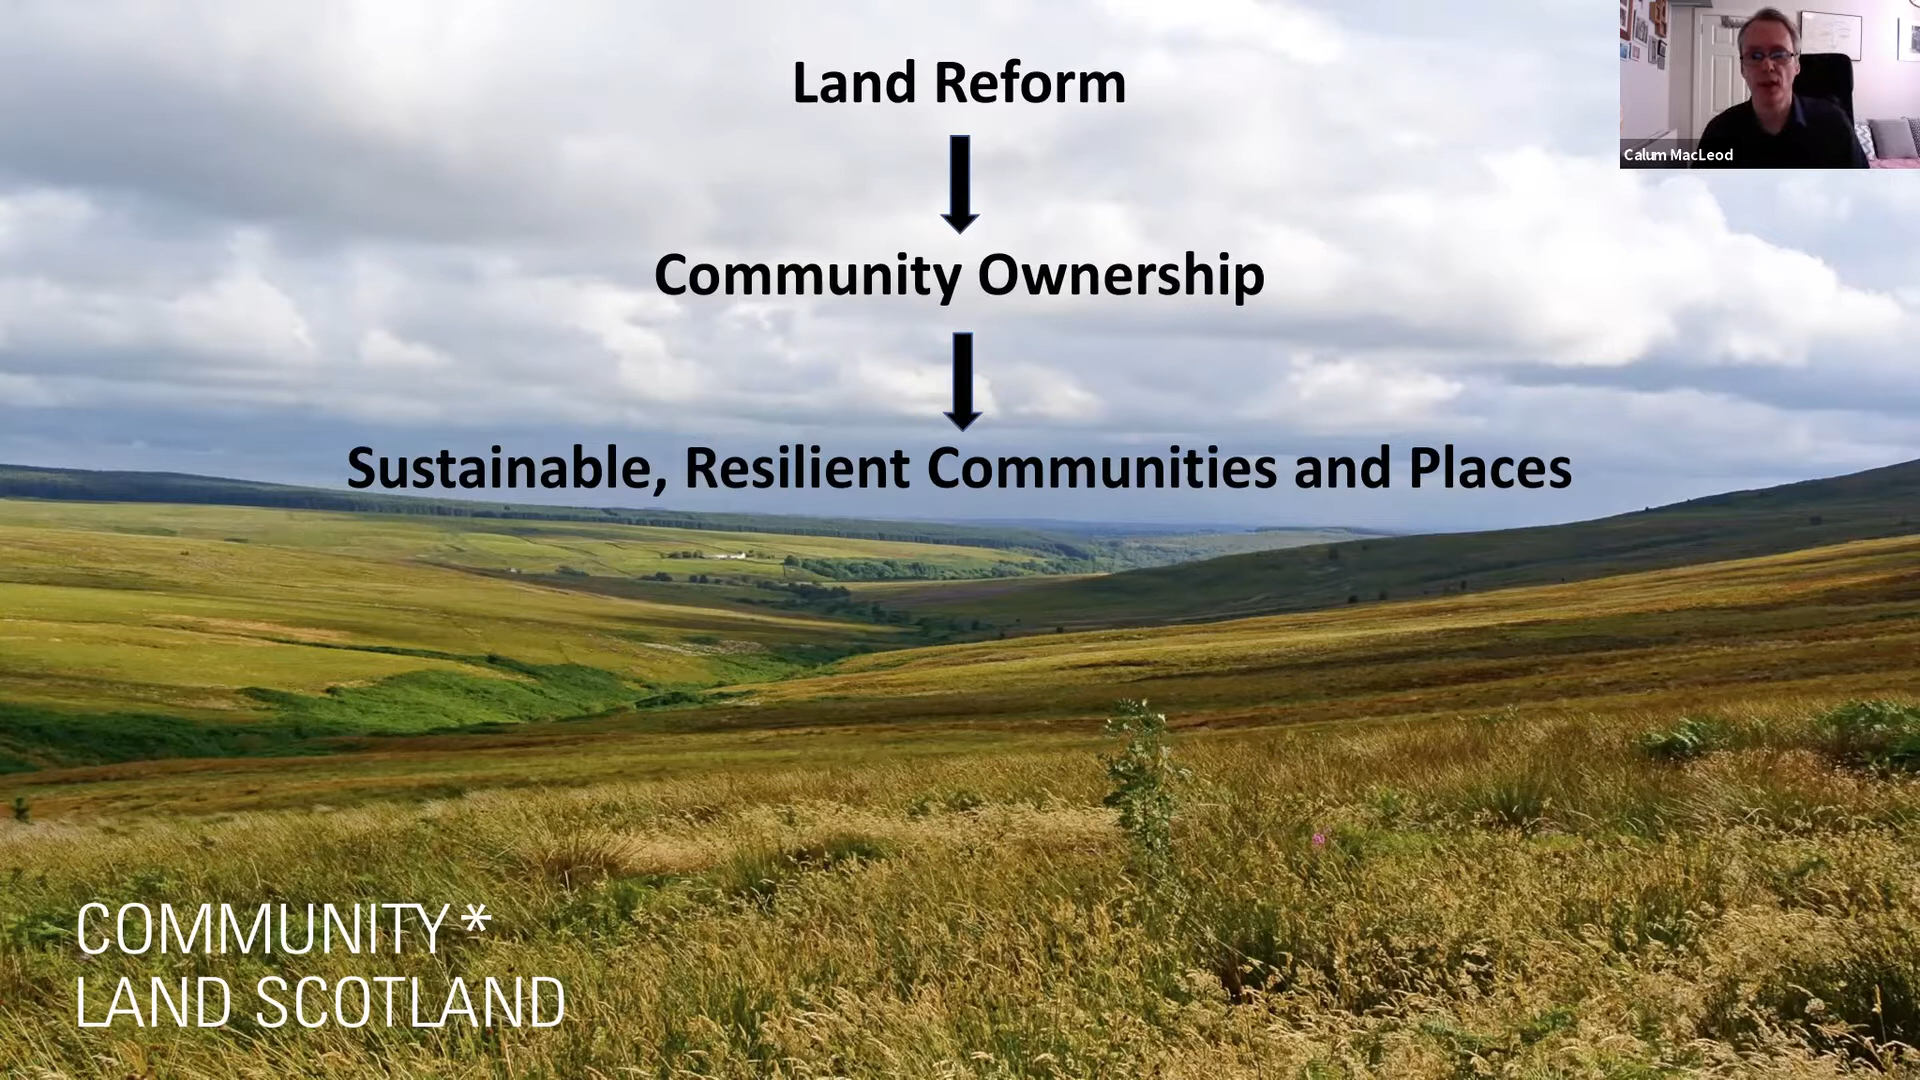 Land Reform
Community Ownership
Sustainable, Resilient Communities and Places
Calum MacLeod
COMMUNITY*
LAND SCOTLAND